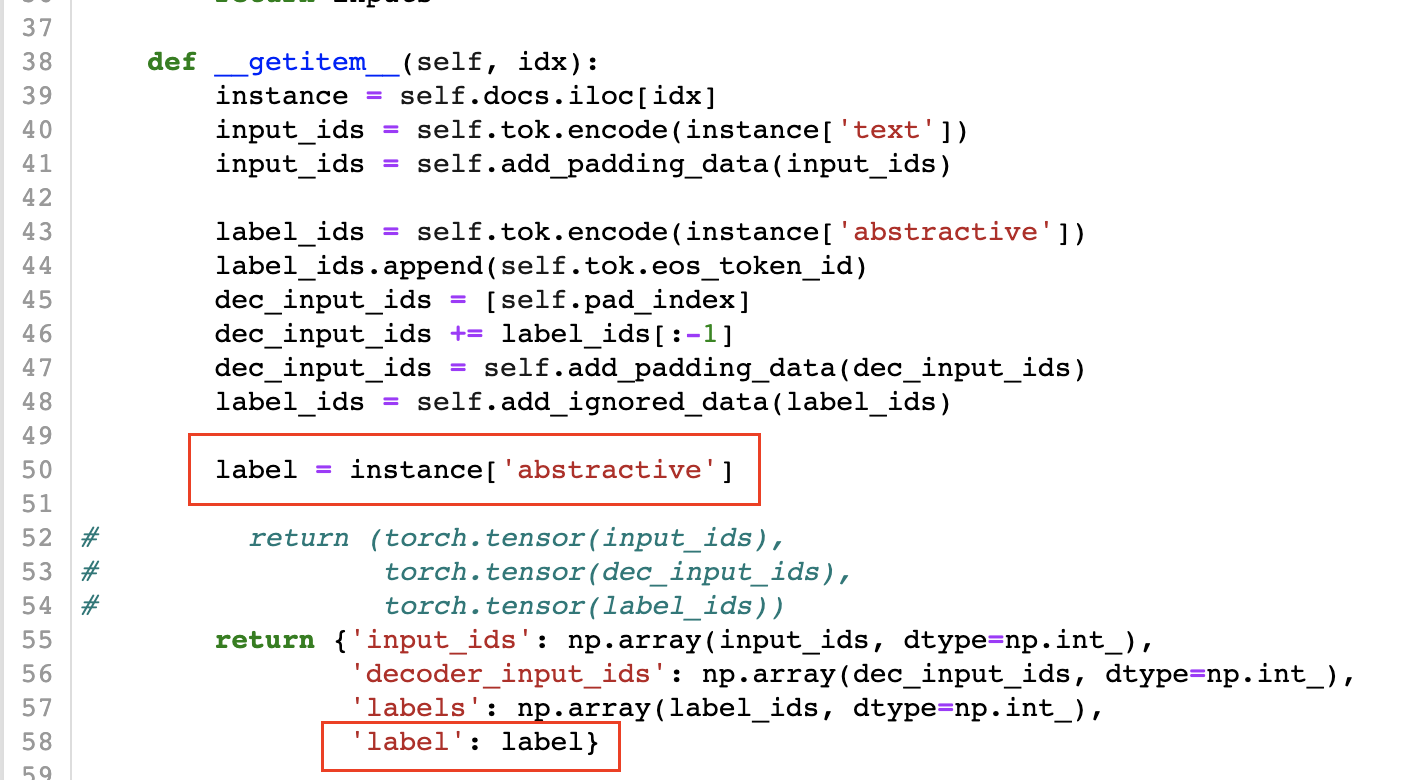 return inputs
37
38 def __getitem__(self, idx):
39 instance = self.docs.iloc[idx]
40 input_ids = self.tok.encode(instance['text'])
41 input_ids = self.add_padding_data(input_ids)
42
43 label_ids = self.tok.encode(instance['abstractive'])
44 label_ids.append(self.tok.eos_token_id)
45 dec_input_ids = [self.pad_index]
46 dec_input_ids += label_ids[:-1]
47 dec_input_ids = self.add_padding_data(dec_input_ids)
48 label_ids = self.add_ignored_data(label_ids)
49
50 label = instance['abstractive']
51
52 # return (torch.tensor(input_ids),
53 # torch.tensor(dec_input_ids),
54 # torch.tensor(label_ids))
55 return {'input_ids': np.array(input_ids, dtype=np.int_),
56 'decoder_input_ids': np.array(dec_input_ids, dtype=np.int_),
57 'labels': np.array(label_ids, dtype=np.int_),
58 'label': label}
59